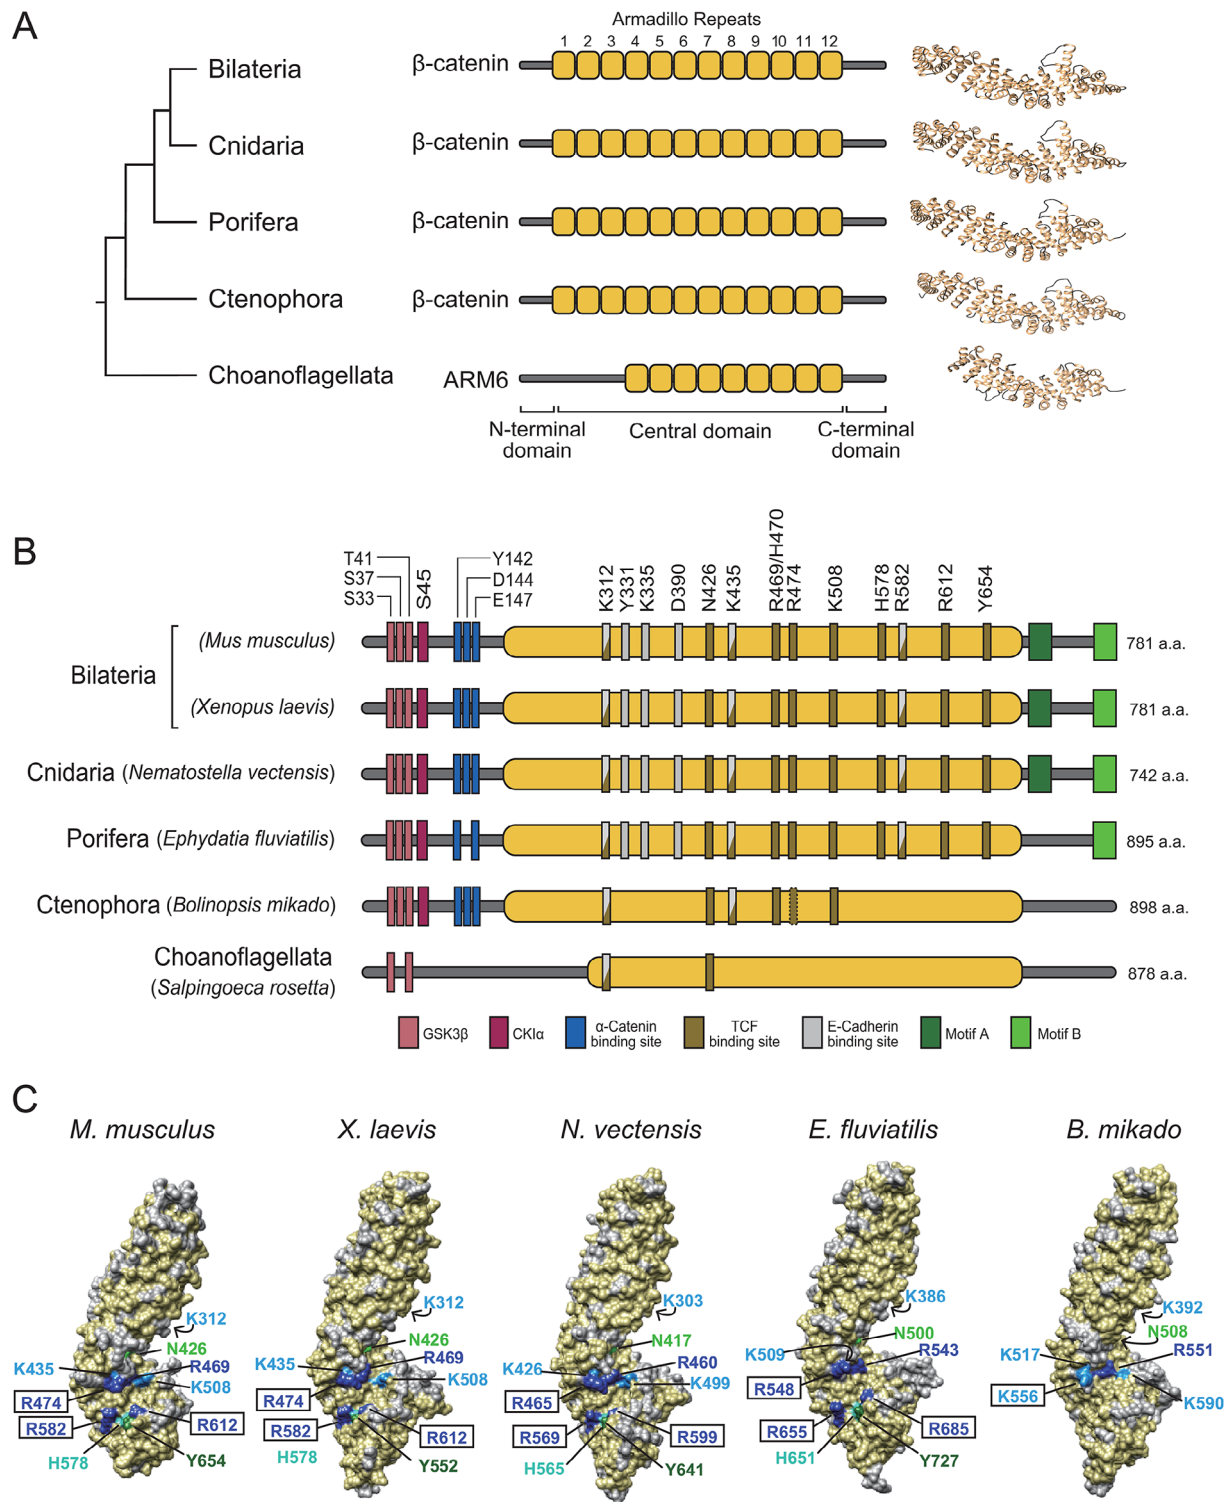 A
Armadillo Repeats
1 2 3 4 5 6 7 8 9 10 11 12
Bilateria
β-catenin
Cnidaria
β-catenin
Porifera
β-catenin
Ctenophora
β-catenin
Choanoflagellata
ARM6
N-terminal
domain
Central domain
C-terminal
domain
B
T41
S37
S33
S45
Y142
D144
E147
K312
Y331
K335
D390
N426
K435
R469/H470
R474
K508
H578
R582
R612
Y654
Bilateria
(Mus musculus)
781 a.a.
(Xenopus laevis)
781 a.a.
Cnidaria (Nematostella vectensis)
742 a.a.
Porifera (Ephydatia fluviatilis)
895 a.a.
Ctenophora (Bolinopsis mikado)
898 a.a.
Choanoflagellata
(Salpingoeca rosetta)
878 a.a.
GSK3β
CKIα
α-Catenin
binding site
TCF
binding site
E-Cadherin
binding site
Motif A
Motif B
C
M. musculus
K312
N426
K435
R469
R474
K508
R582
R612
H578
Y654
X. laevis
K312
N426
K435
R469
R474
K508
R582
R612
H578
Y552
N. vectensis
K303
N417
K426
R460
R465
K499
R569
R599
H565
Y641
E. fluviatilis
K386
N500
K509
R543
R548
R655
R685
H651
Y727
B. mikado
K392
N508
K517
R551
K556
K590